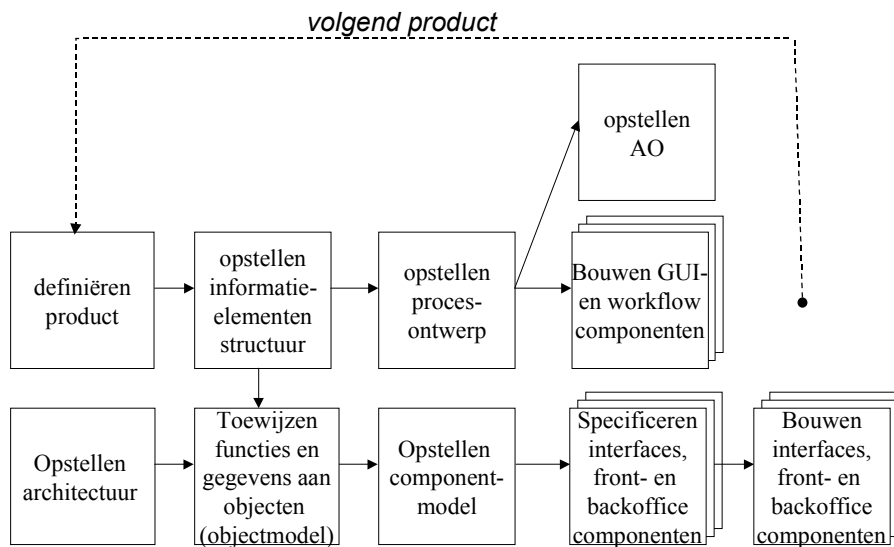 volgend product
opstellen
AO
definiëren
product
opstellen
informatie-
elementen
structuur
opstellen
proces-
ontwerp
Bouwen GUI-
en workflow
componenten
Opstellen
architectuur
Toewijzen
functies en
gegevens aan
objecten
(objectmodel)
Opstellen
component-
model
Specificeren
interfaces,
front- en
backoffice
componenten
Bouwen
interfaces,
front- en
backoffice
componenten